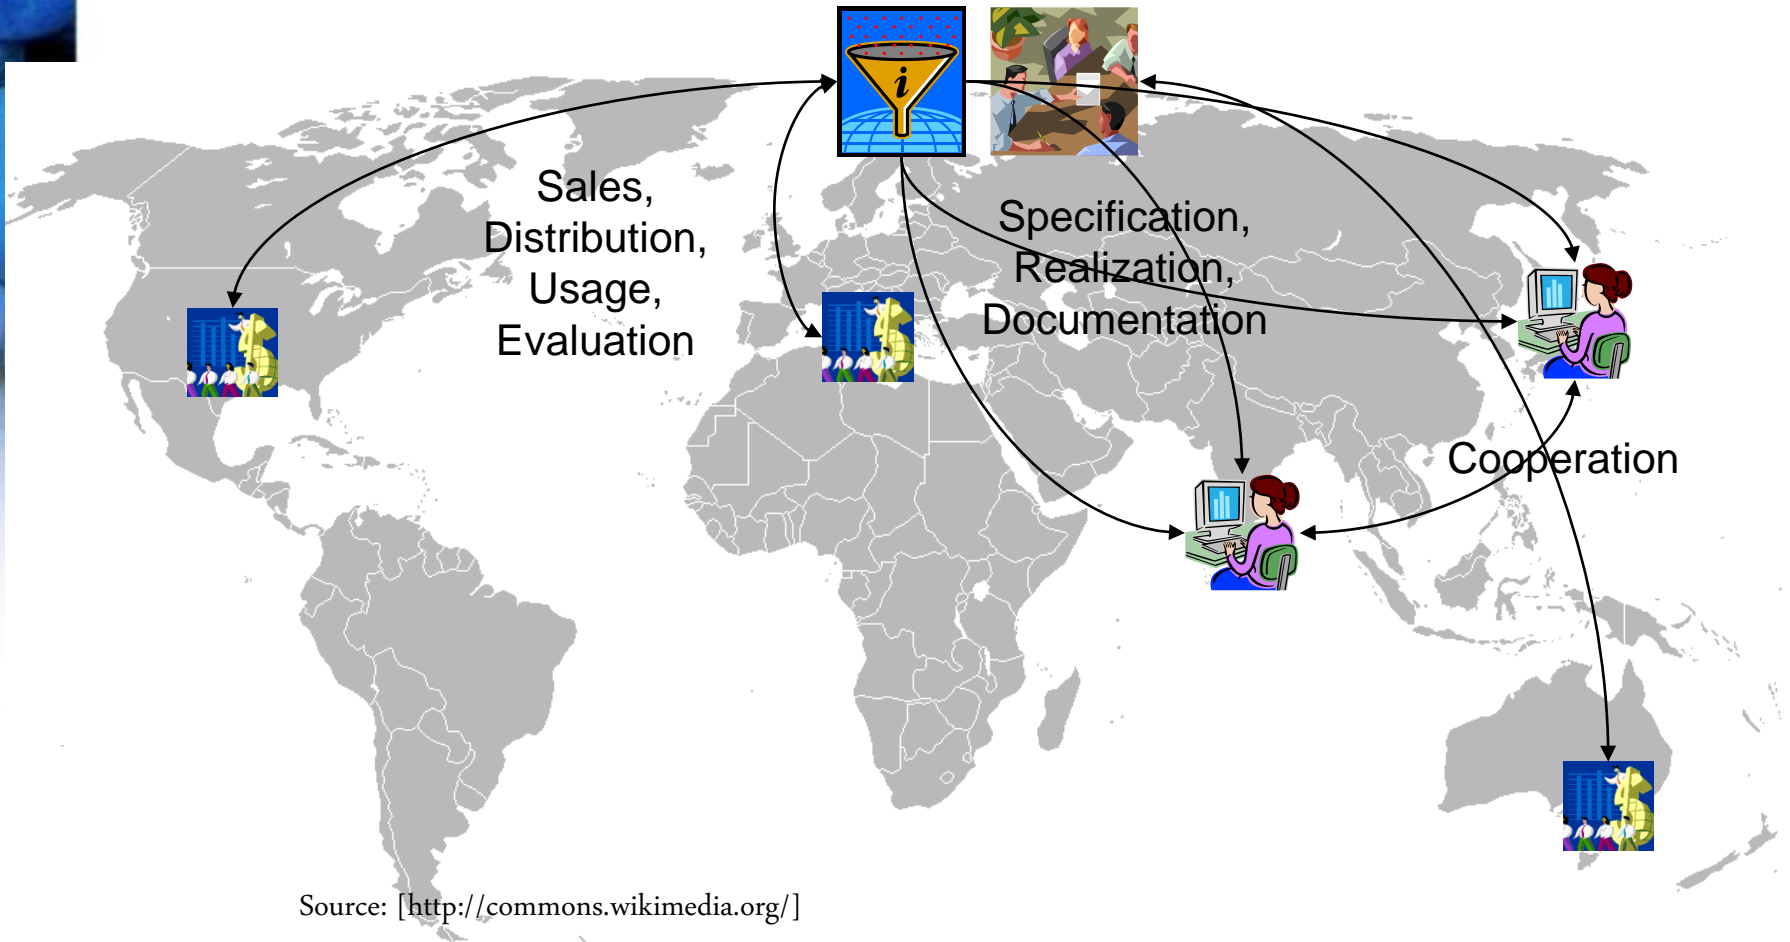 Sales,
Distribution,
Usage,
Evaluation
Specification,
Realization,
Documentation
Cooperation
i
Source: [http://commons.wikimedia.org/]